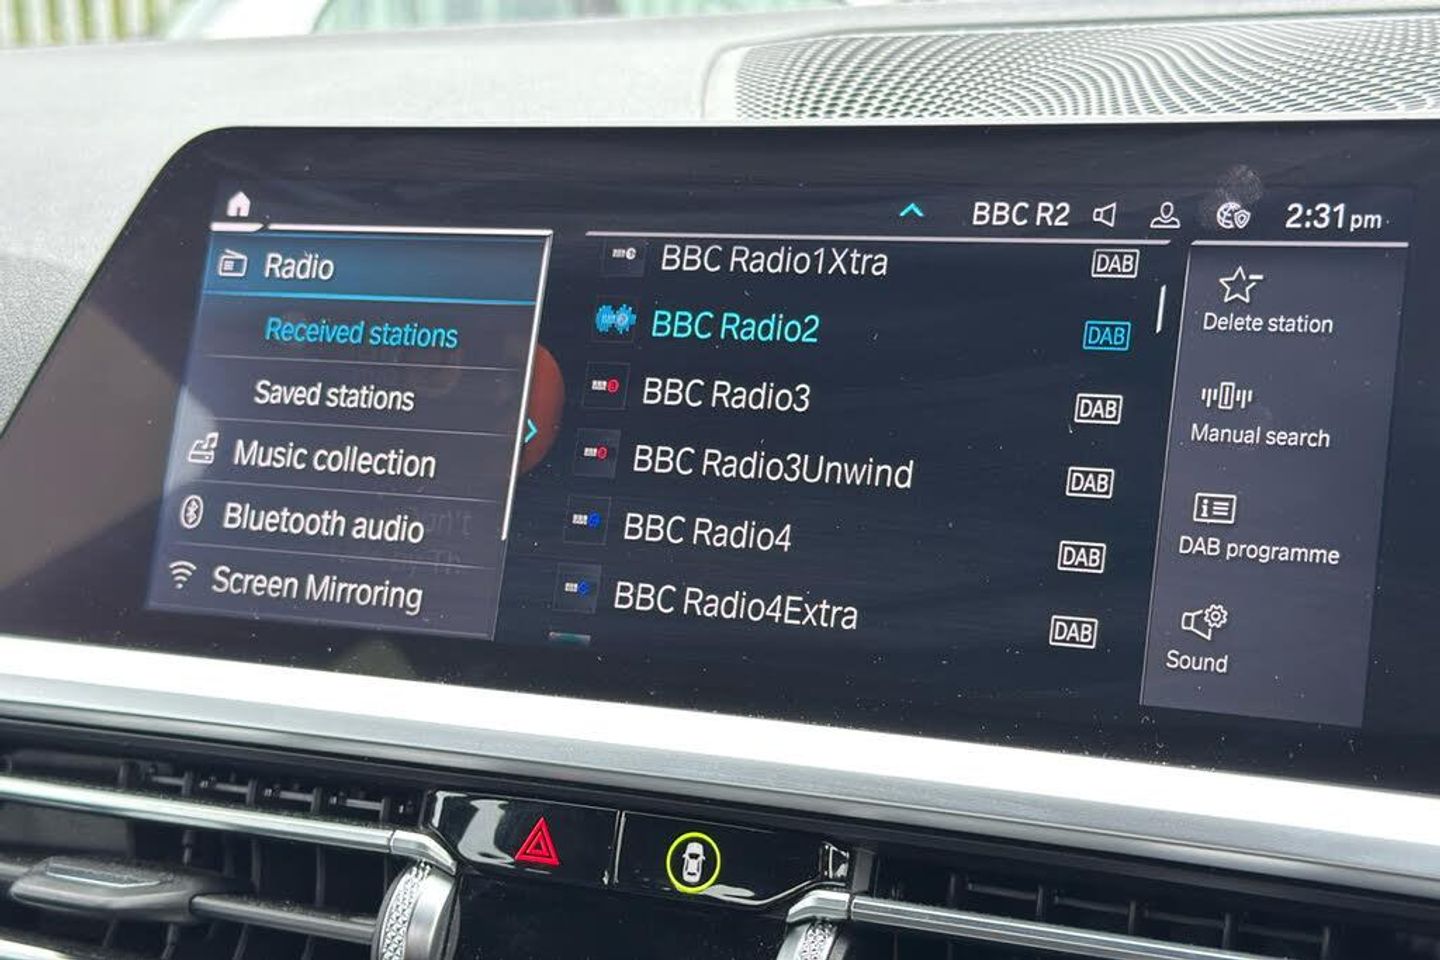 BBC R2 2:31 pm
Radio
Received stations
Saved stations
Music collection
Bluetooth audio
Screen Mirroring
BBC Radio1Xtra DAB
BBC Radio2 DAB
BBC Radio3 DAB
BBC Radio3Unwind DAB
BBC Radio4 DAB
BBC Radio4Extra DAB
Delete station
Manual search
DAB programme
Sound